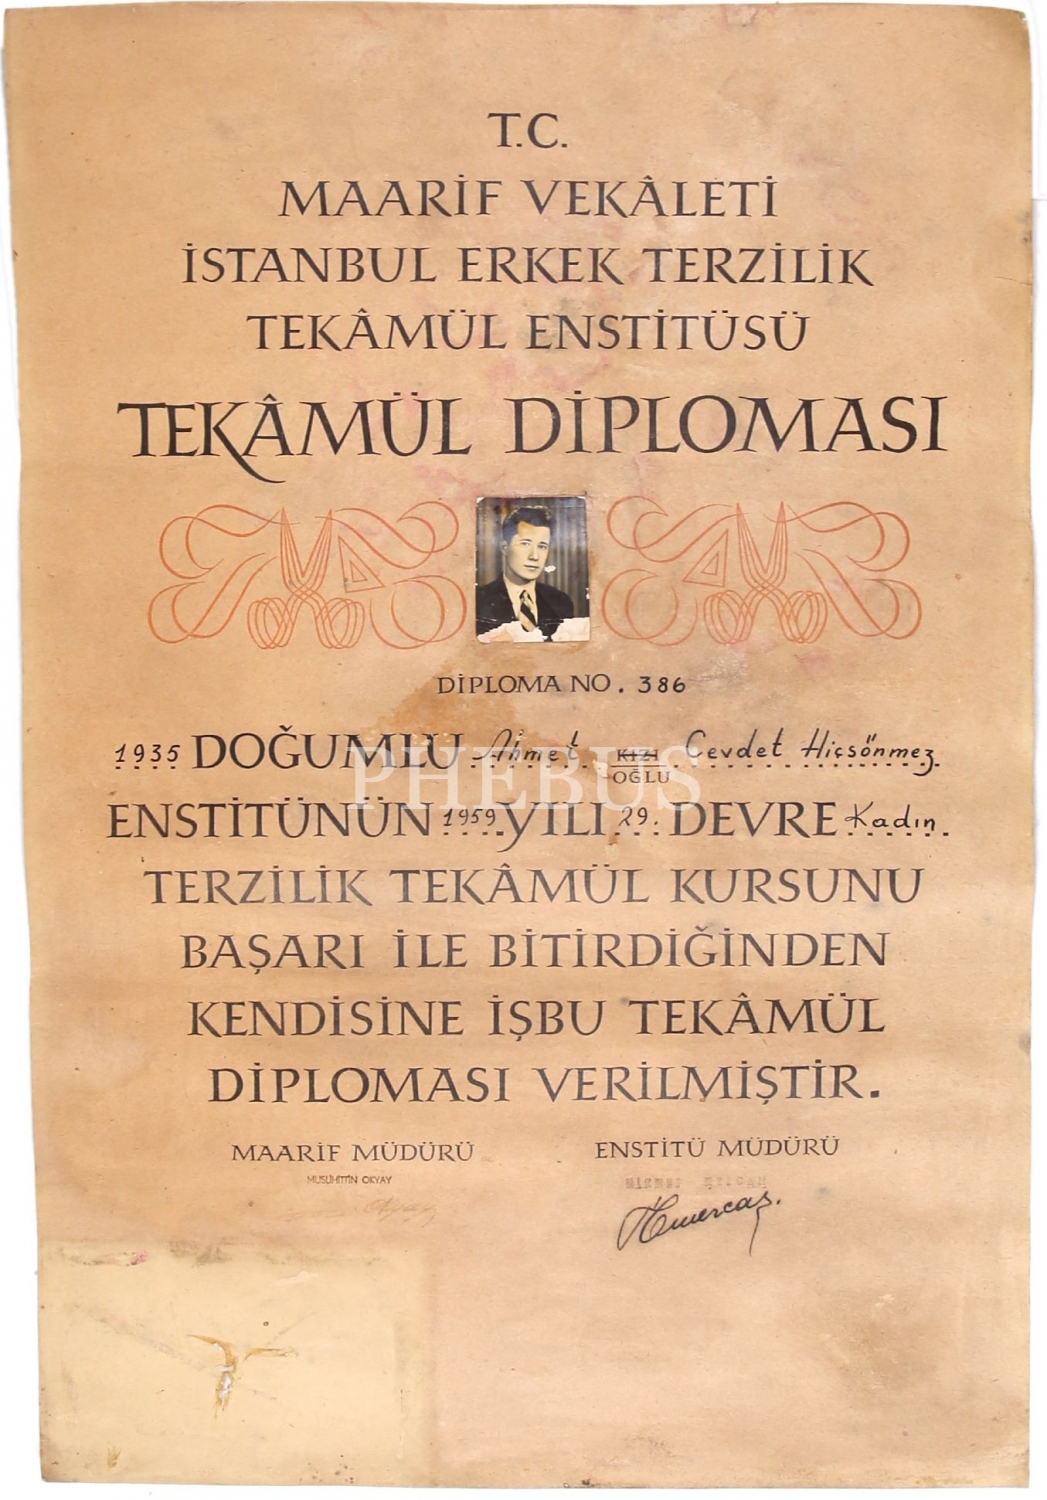 T.C.
MAARİF VEKÂLETİ
İSTANBUL ERKEK TERZİLİK
TEKÂMÜL ENSTİTÜSÜ
TEKÂMÜL DİPLOMASI
DİPLOMA NO. 386
1935 DOĞUMLU Ahmet KIZI OĞLU Cevdet Hiçsönmez
PHEBUS
ENSTİTÜNÜN 1959 YILI 29. DEVRE Kadın
TERZİLİK TEKÂMÜL KURSUNU
BAŞARI İLE BİTİRDİĞİNDEN
KENDİSİNE İŞBU TEKÂMÜL
DİPLOMASI VERİLMİŞTİR.
MAARİF MÜDÜRÜ ENSTİTÜ MÜDÜRÜ
MUSLİHİTTİN OKYAY